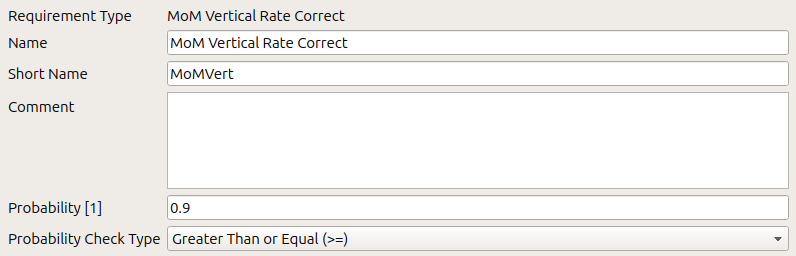 Requirement Type MoM Vertical Rate Correct
Name MoM Vertical Rate Correct
Short Name MoMVert
Comment
Probability [1] 0.9
Probability Check Type Greater Than or Equal (>=)